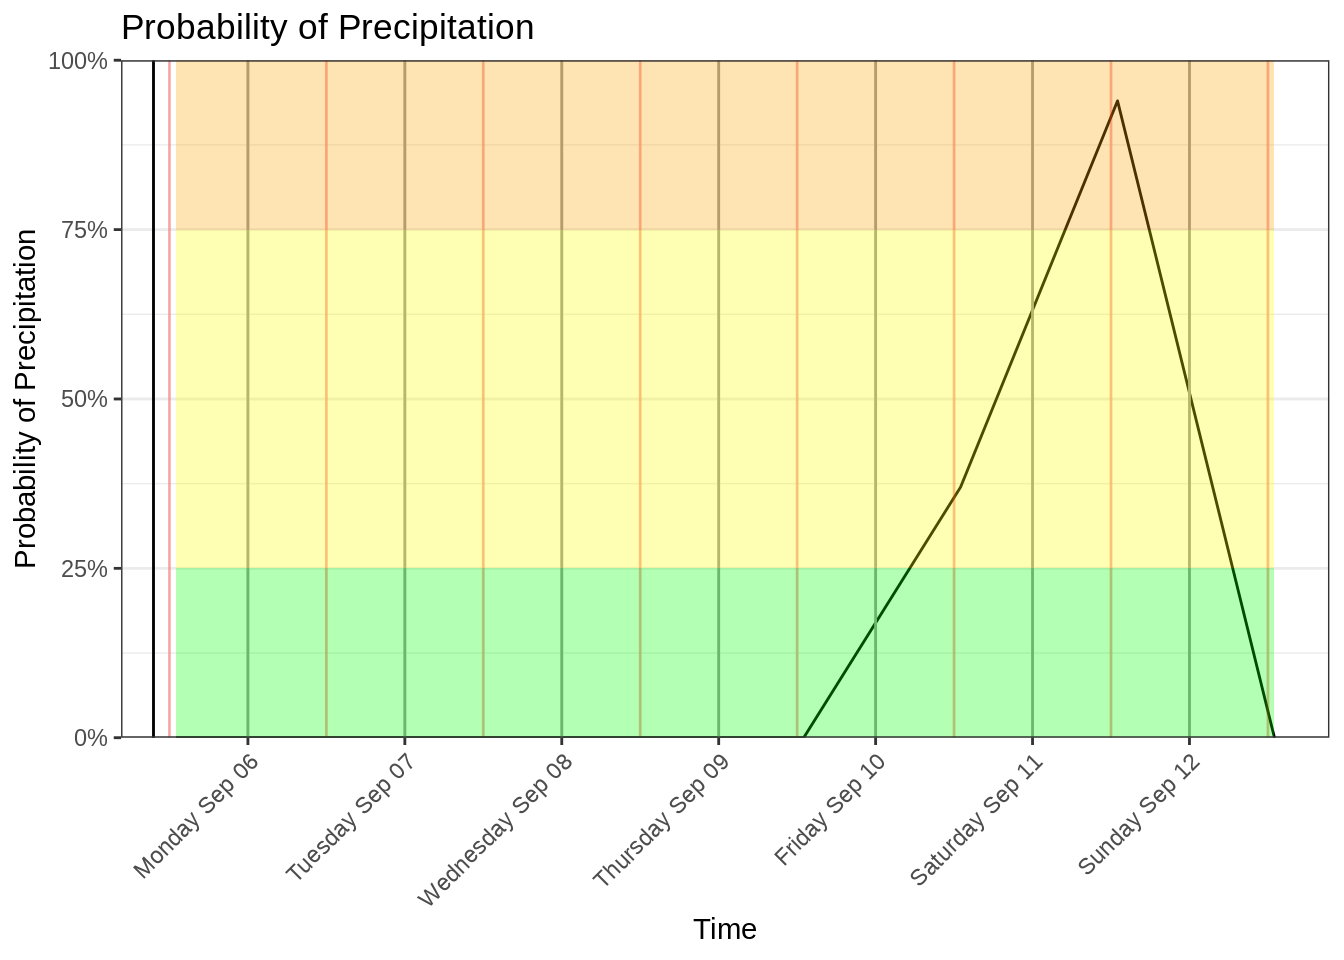 Probability of Precipitation
Probability of Precipitation
100%
75%
50%
25%
0%
Monday Sep 06
Tuesday Sep 07
Wednesday Sep 08
Thursday Sep 09
Friday Sep 10
Saturday Sep 11
Sunday Sep 12
Time